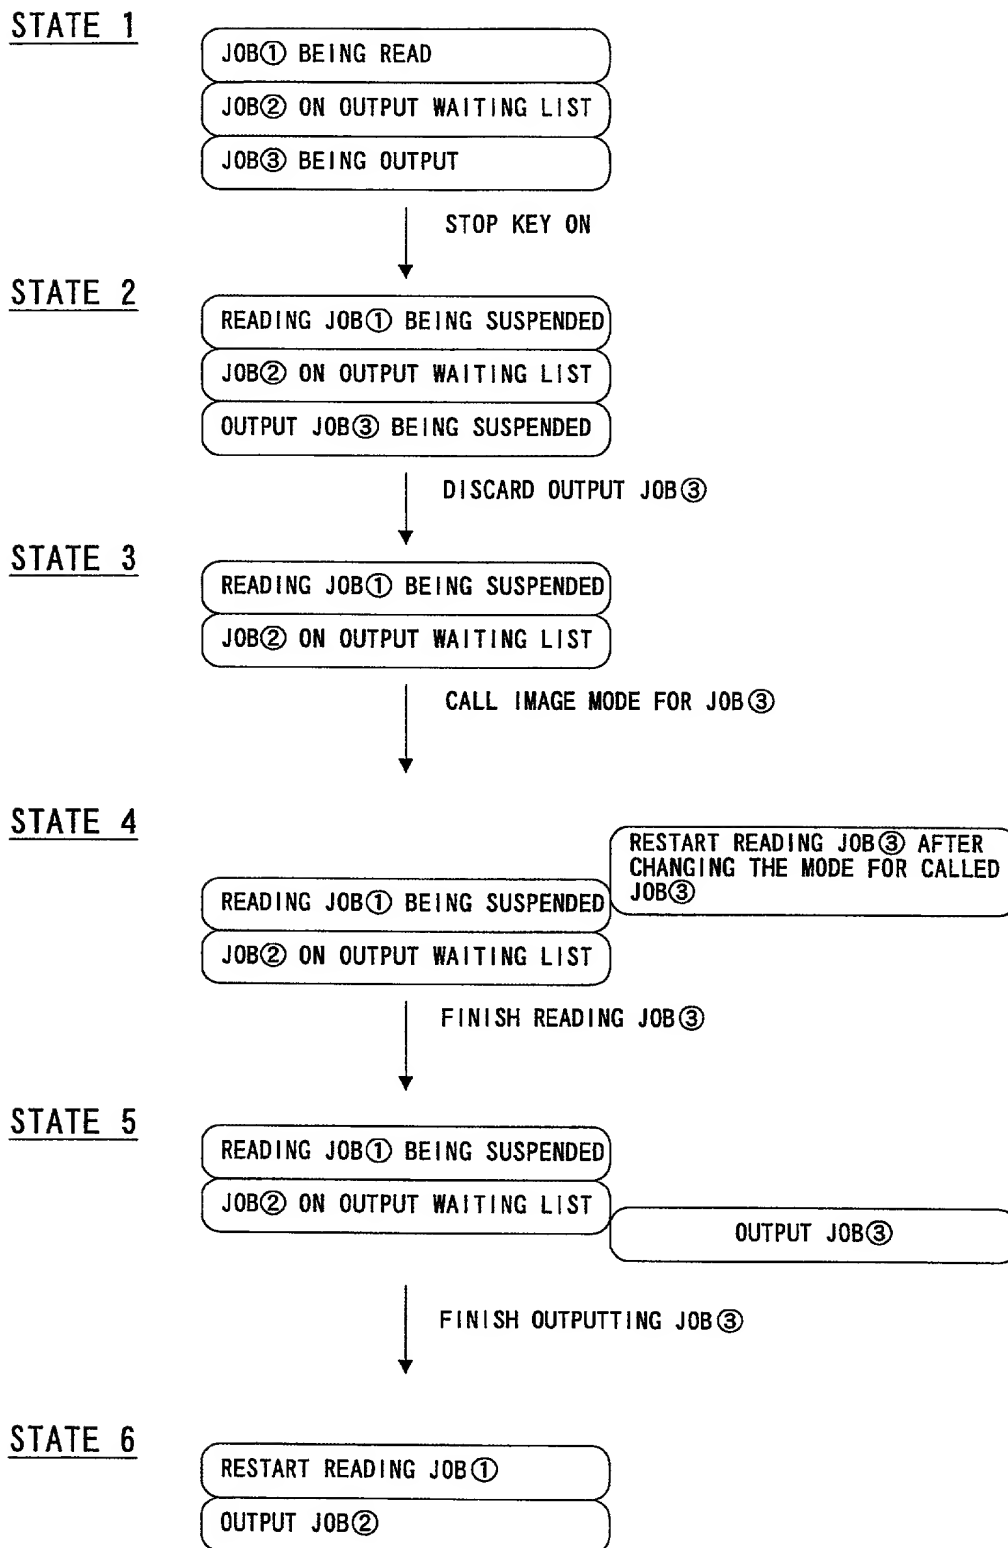 STATE 1
JOB① BEING READ
JOB② ON OUTPUT WAITING LIST
JOB③ BEING OUTPUT
STOP KEY ON
STATE 2
READING JOB① BEING SUSPENDED
JOB② ON OUTPUT WAITING LIST
OUTPUT JOB③ BEING SUSPENDED
DISCARD OUTPUT JOB③
STATE 3
READING JOB① BEING SUSPENDED
JOB② ON OUTPUT WAITING LIST
CALL IMAGE MODE FOR JOB③
STATE 4
RESTART READING JOB③ AFTER
CHANGING THE MODE FOR CALLED
JOB③
READING JOB① BEING SUSPENDED
JOB② ON OUTPUT WAITING LIST
FINISH READING JOB③
STATE 5
READING JOB① BEING SUSPENDED
JOB② ON OUTPUT WAITING LIST
OUTPUT JOB③
FINISH OUTPUTTING JOB③
STATE 6
RESTART READING JOB①
OUTPUT JOB②